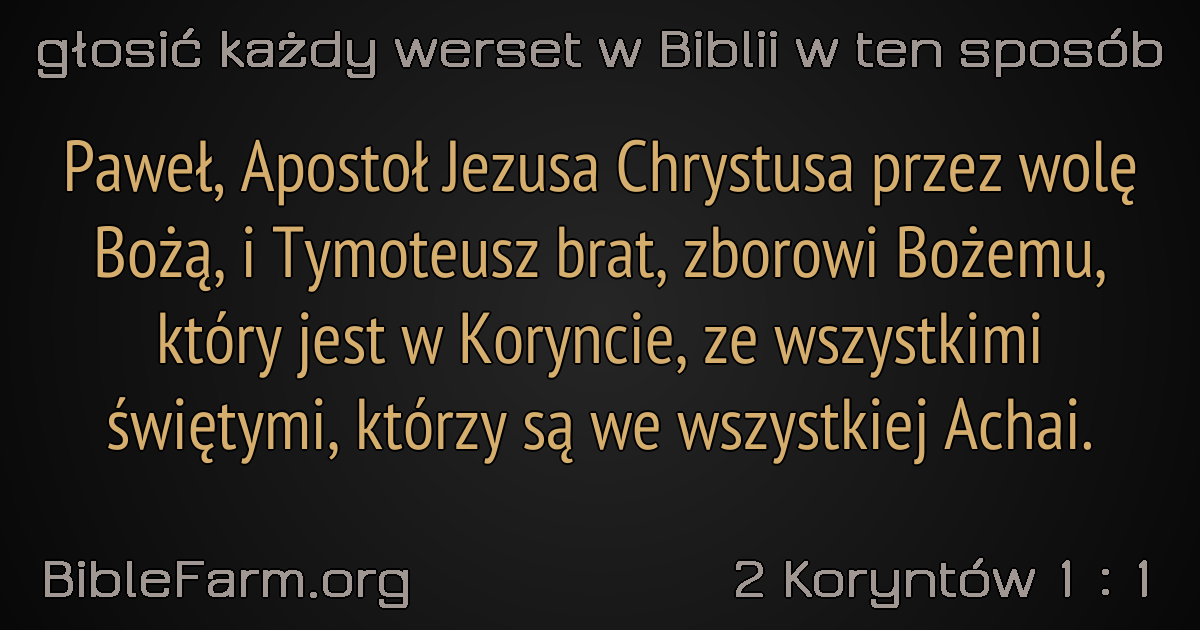 głosić każdy werset w Biblii w ten sposób
Paweł, Apostoł Jezusa Chrystusa przez wolę
Bożą, i Tymoteusz brat, zborowi Bożemu,
który jest w Koryncie, ze wszystkimi
świętymi, którzy są we wszystkiej Achai.
BibleFarm.org
2 Koryntów 1 : 1